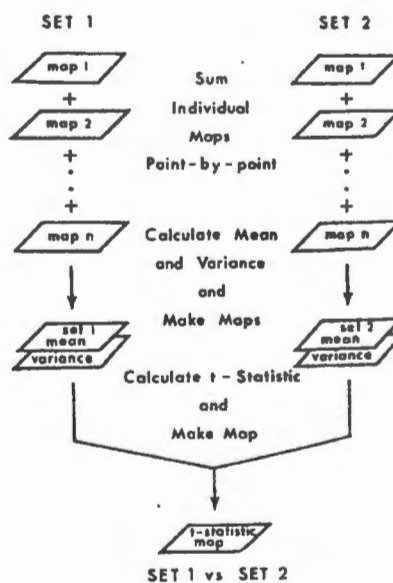 SET 1
SET 2
map 1
map 1
Sum
Individual
Maps
Point-by-point
+
+
map 2
map 2
+
+
+
+
map n
map n
Calculate Mean
and Variance
and
Make Maps
set 1
mean
variance
set 2
mean
variance
Calculate t-Statistic
and
Make Map
t-statistic
map
SET 1 vs SET 2